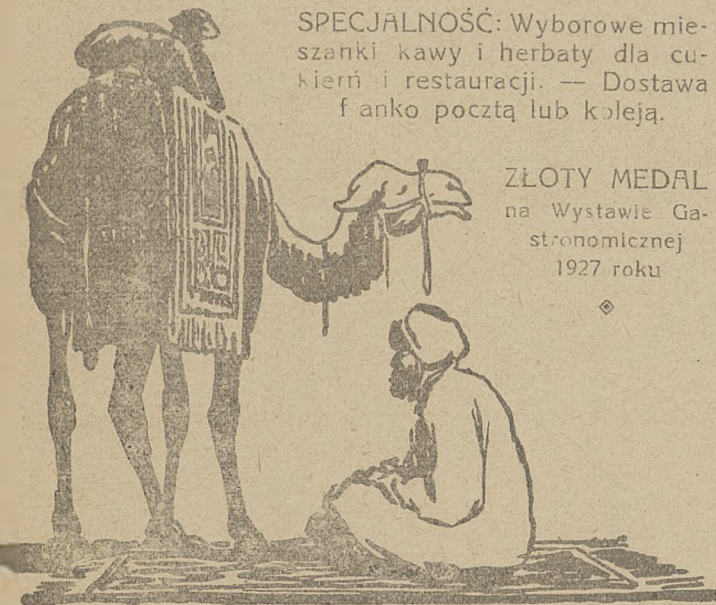 SPECJALNOŚĆ: Wyborowe mie-
szanki kawy i herbaty dla cu-
kierń i restauracji. — Dostawa
f anko pocztą lub koleją.
ZŁOTY MEDAL
na Wystawie Ga-
stronomicznej
1927 roku